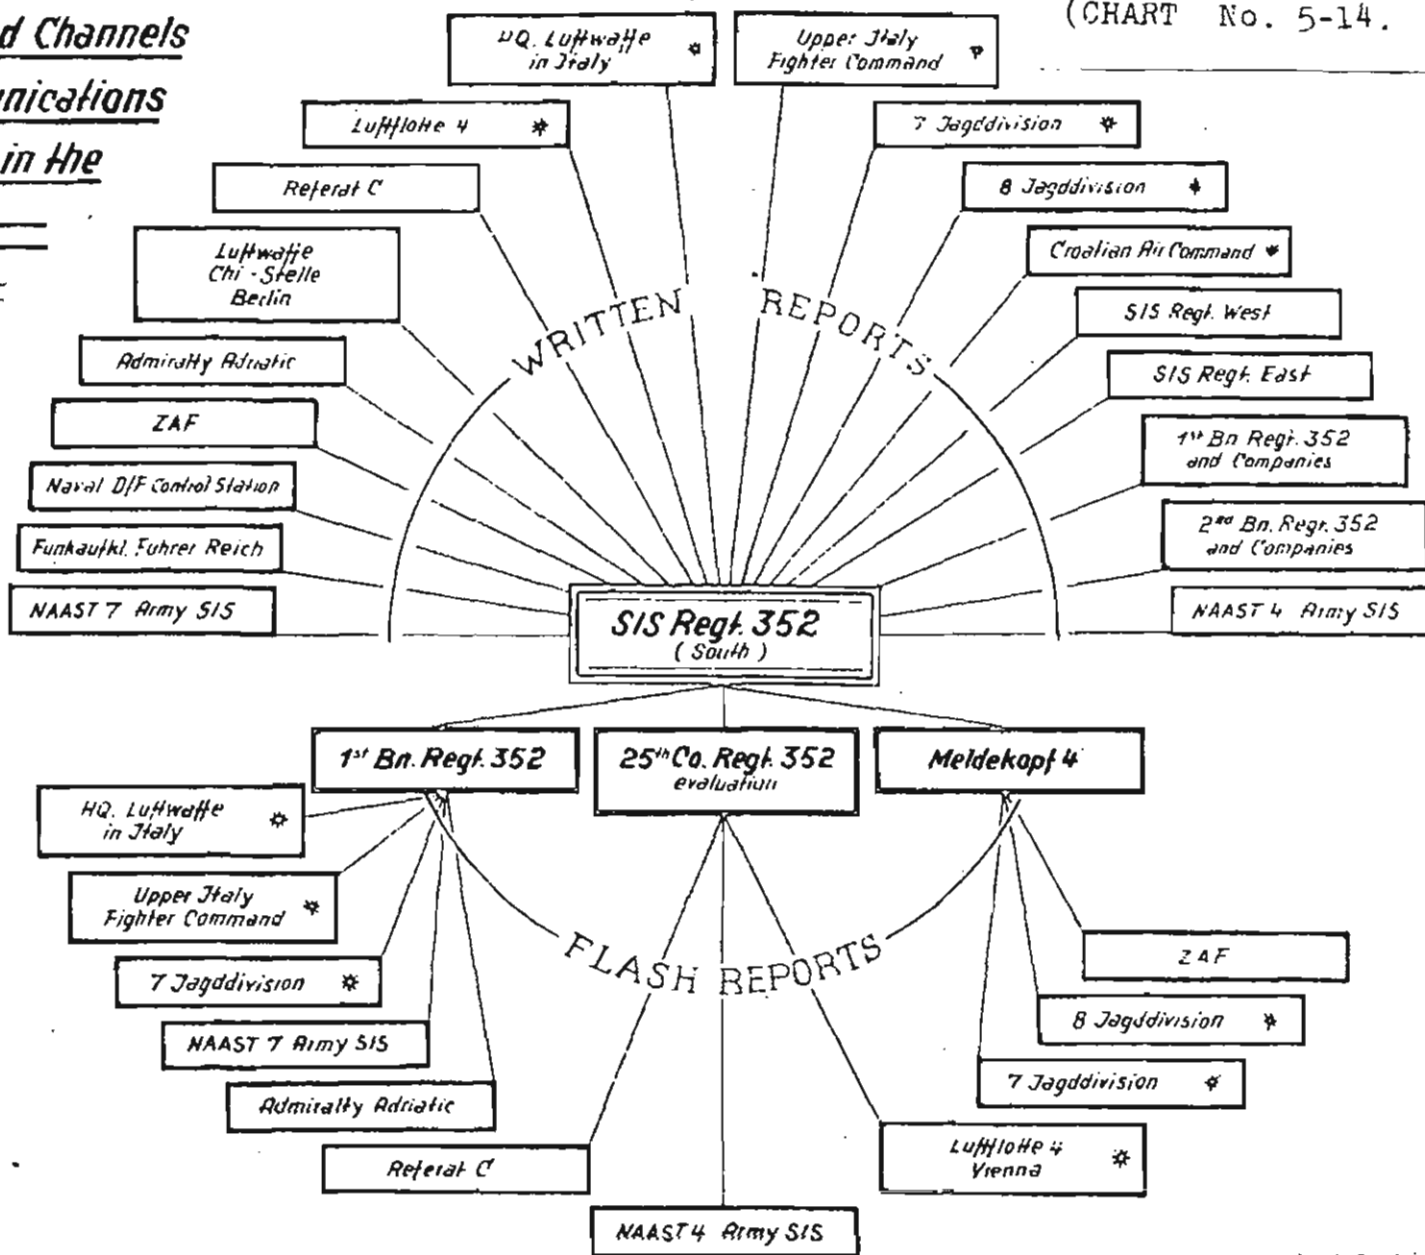 d Channels
nications
in the
(CHART No. 5-14.
HQ. Luftwaffe
in Italy
Upper Italy
Fighter Command
Luftflotte 4
7 Jagddivision
Referat C
8 Jagddivision
Luftwaffe
Chi-Stelle
Berlin
Croatian Air Command
SIS Regt. West
Admiralty Adriatic
SIS Regt. East
ZAF
1st Bn Regt. 352
and Companies
Naval D/F Control Station
2nd Bn. Regt. 352
and Companies
Funkaufkl. Fuhrer Reich
NAAST 7 Army SIS
NAAST 4 Army SIS
WRITTEN REPORTS
SIS Regt. 352
(South)
1st Bn. Regt. 352
25th Co. Regt. 352
evaluation
Meldekopf 4
HQ. Luftwaffe
in Italy
Upper Italy
Fighter Command
7 Jagddivision
NAAST 7 Army SIS
Admiralty Adriatic
Referat C
NAAST 4 Army SIS
FLASH REPORTS
ZAF
8 Jagddivision
7 Jagddivision
Luftflotte 4
Vienna